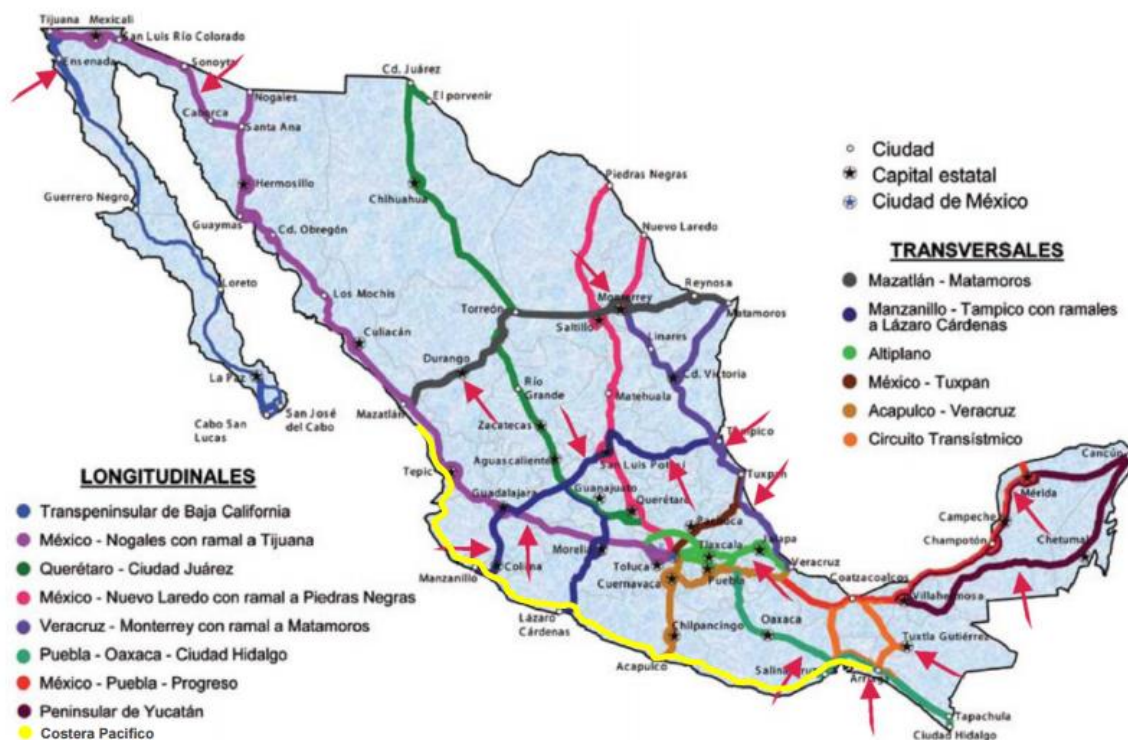 Tijuana
Mexicali
San Luis Río Colorado
Ensenada
Sonoyta
Nogales
Caborca
Santa Ana
Cd. Juárez
El porvenir
Hermosillo
Chihuahua
Piedras Negras
Guerrero Negro
Guaymas
Cd. Obregón
Nuevo Laredo
Loreto
Los Mochis
Monterrey
Reynosa
Torreón
Saltillo
Matamoros
Culiacán
Linares
Durango
La Paz
Cd. Victoria
Río
Grande
Matehuala
Cabo San
Lucas
San José
del Cabo
Mazatlán
Zacatecas
Tampico
Aguascaliente
San Luis Potosí
Tepic
Tuxpan
Guadalajara
Guanajuato
Querétaro
Pachuca
Morelia
Tlaxcala
Jalapa
Manzanillo
Colima
Toluca
Veracruz
Cuernavaca
Puebla
Coatzacoalcos
Lázaro
Cárdenas
Villahermosa
Chilpancingo
Oaxaca
Tuxtla Gutiérrez
Acapulco
Salina Cruz
Arriaga
Tapachula
Ciudad Hidalgo
Cancún
Mérida
Campeche
Champotón
Chetumal
Ciudad
Capital estatal
Ciudad de México
TRANSVERSALES
Mazatlán - Matamoros
Manzanillo - Tampico con ramales
a Lázaro Cárdenas
Altiplano
México - Tuxpan
Acapulco - Veracruz
Circuito Transístmico
LONGITUDINALES
Transpeninsular de Baja California
México - Nogales con ramal a Tijuana
Querétaro - Ciudad Juárez
México - Nuevo Laredo con ramal a Piedras Negras
Veracruz - Monterrey con ramal a Matamoros
Puebla - Oaxaca - Ciudad Hidalgo
México - Puebla - Progreso
Peninsular de Yucatán
Costera Pacifico